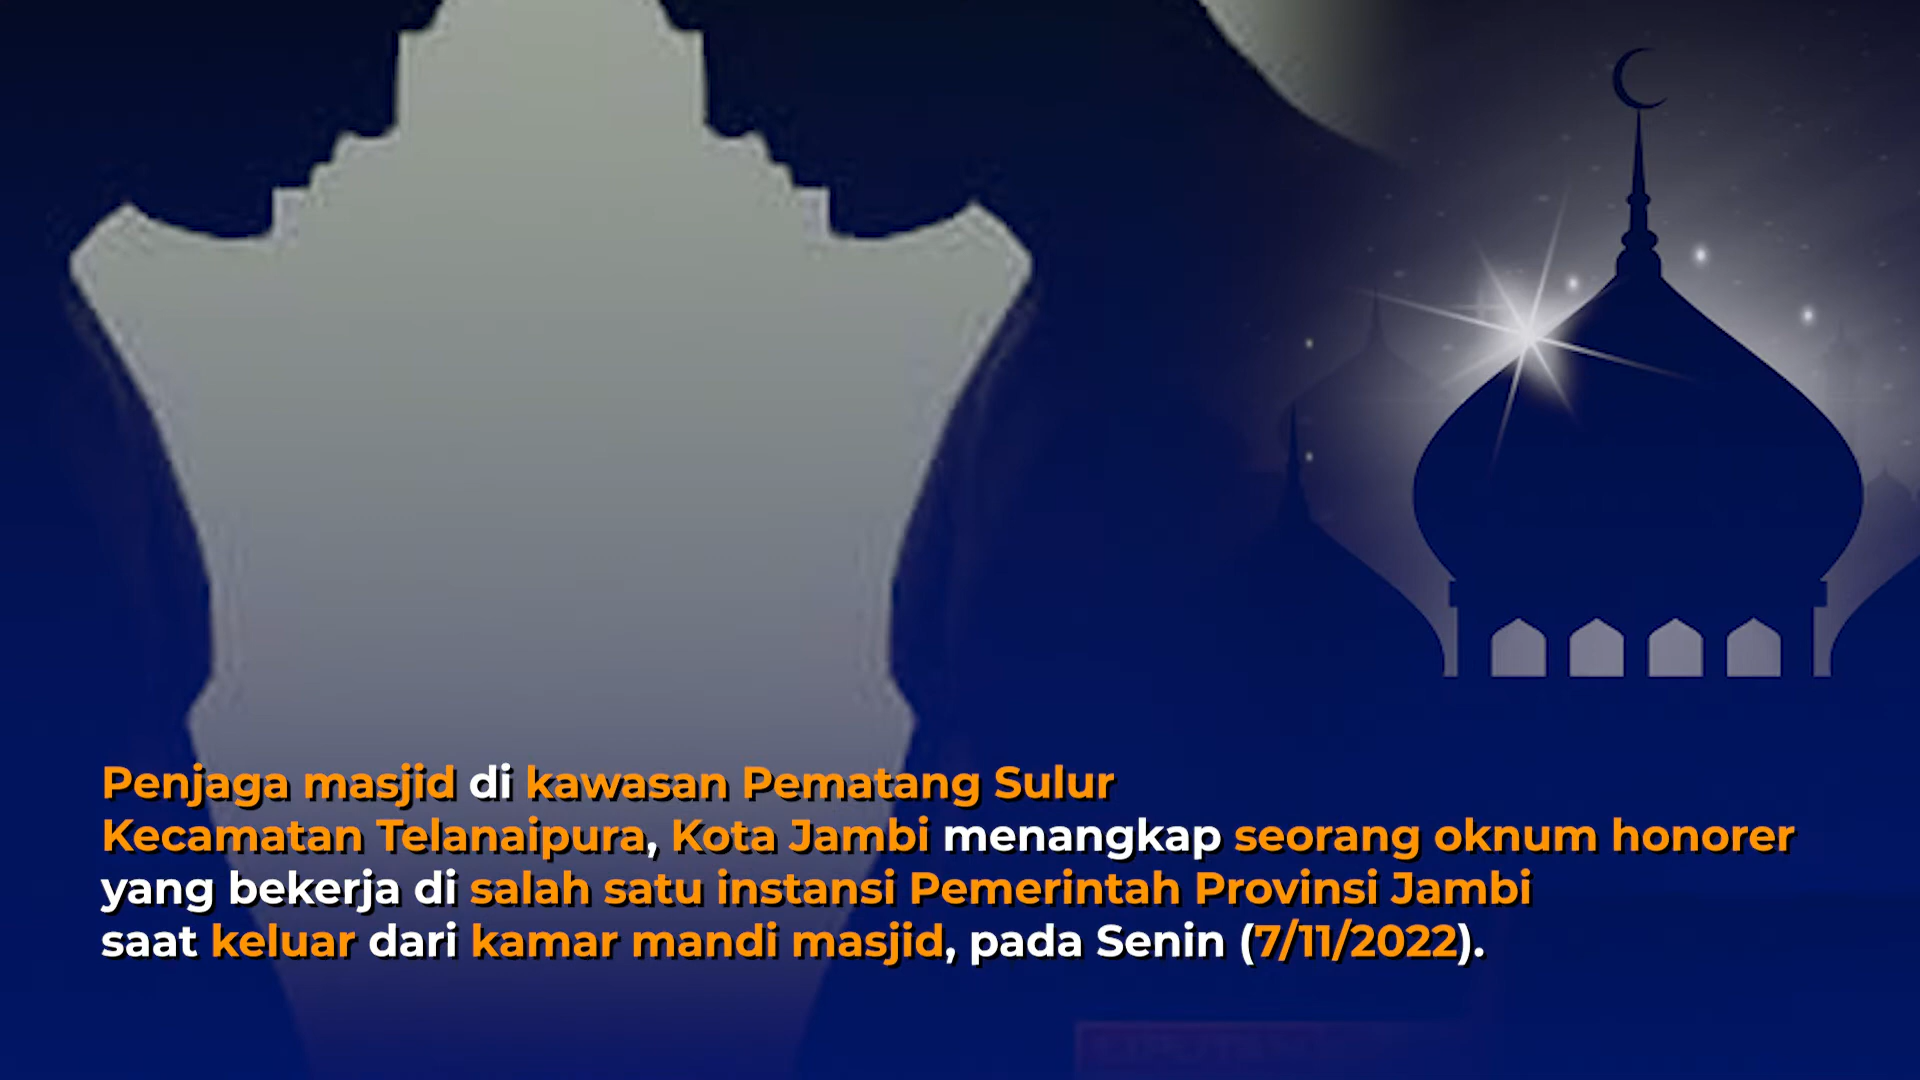 Penjaga masjid di kawasan Pematang Sulur
Kecamatan Telanaipura, Kota Jambi menangkap seorang oknum honorer
yang bekerja di salah satu instansi Pemerintah Provinsi Jambi
saat keluar dari kamar mandi masjid, pada Senin (7/11/2022).